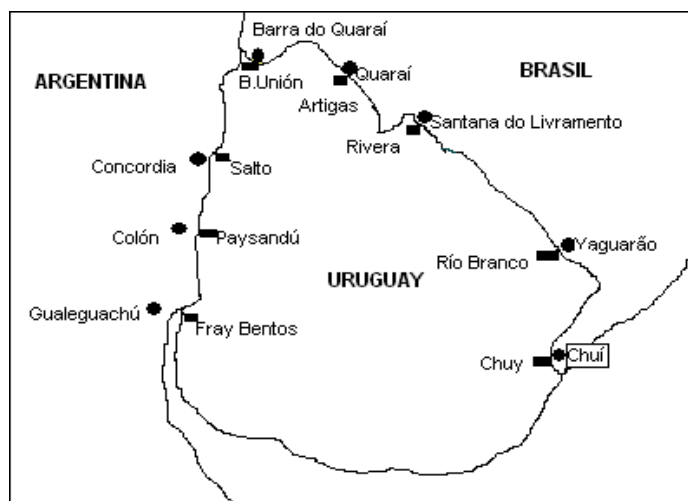 Barra do Quaraí
ARGENTINA
BRASIL
B.Unión
Quaraí
Artigas
Santana do Livramento
Rivera
Concordia
Salto
Colón
Paysandú
Yaguarão
Río Branco
URUGUAY
Gualeguachú
Fray Bentos
Chuy
Chuí